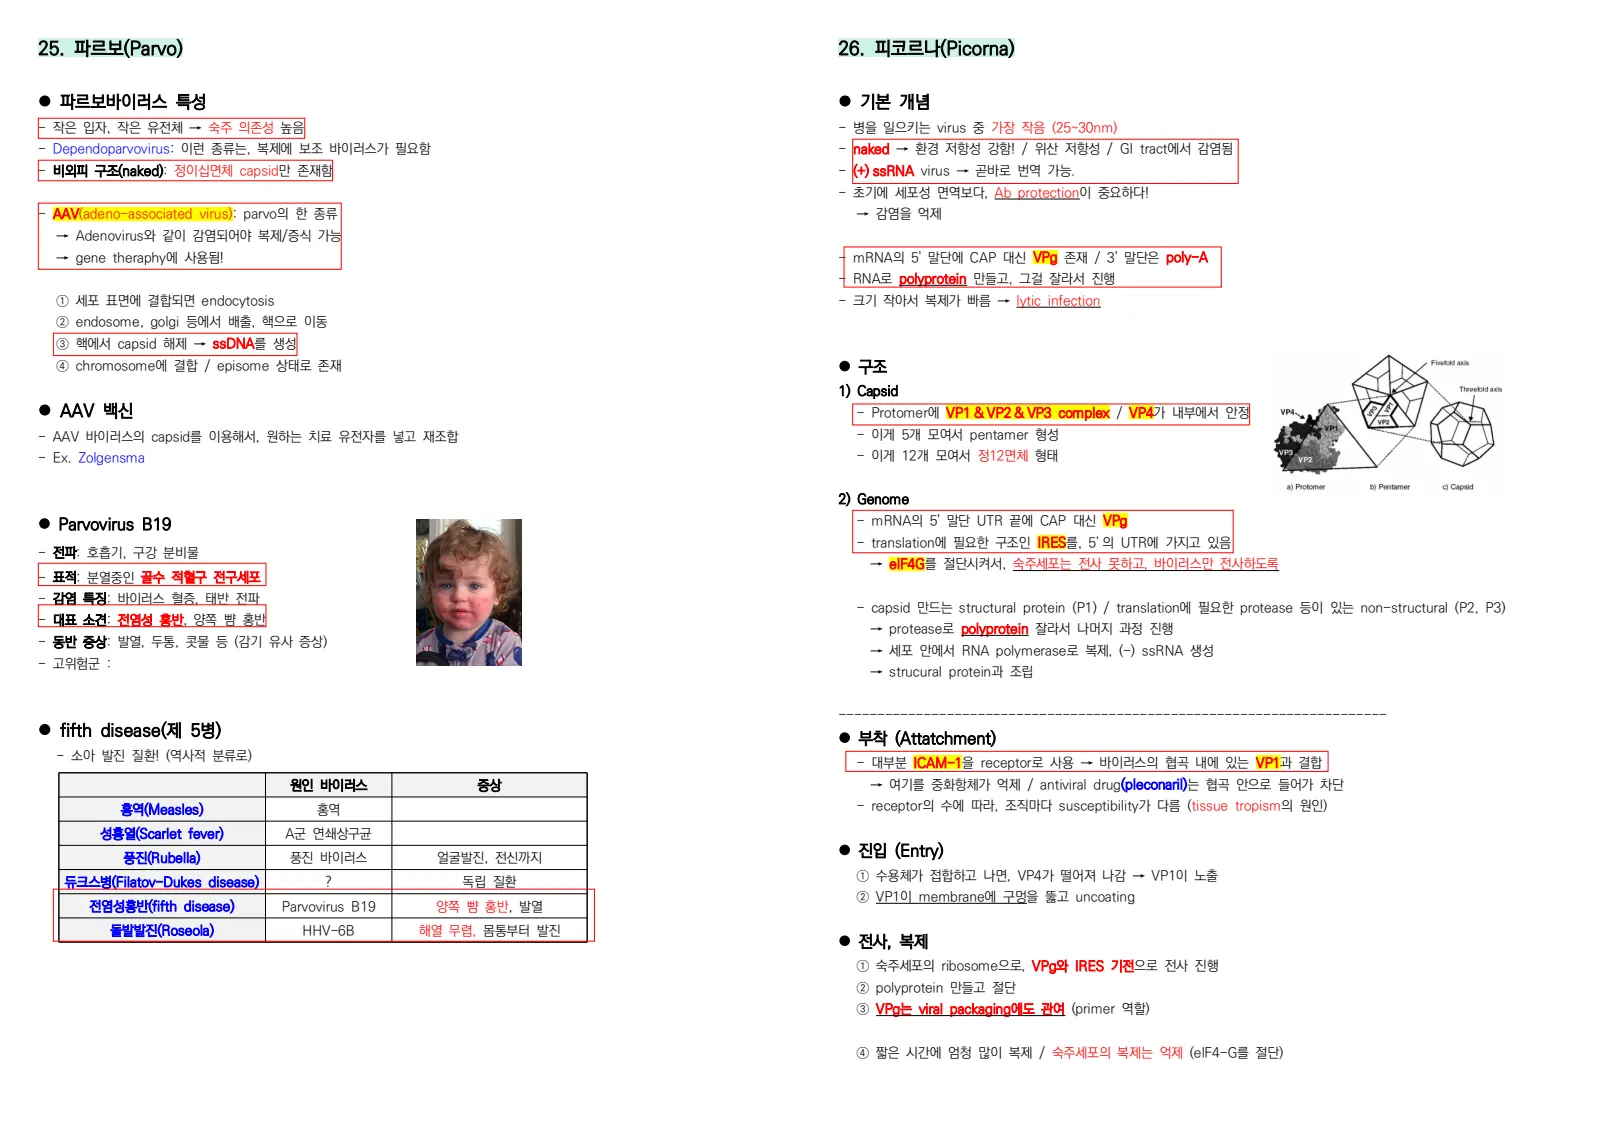 25. 파르보(Parvo)
● 파르보바이러스 특성
- 작은 입자, 작은 유전체 → 숙주 의존성 높음
- Dependoparvovirus: 이런 종류는, 복제에 보조 바이러스가 필요함
- 비외피 구조(naked): 정이십면체 capsid만 존재함
- AAV(adeno-associated virus): parvo의 한 종류
→ Adenovirus와 같이 감염되어야 복제/증식 가능
→ gene theraphy에 사용됨!
① 세포 표면에 결합되면 endocytosis
② endosome, golgi 등에서 배출, 핵으로 이동
③ 핵에서 capsid 해제 → ssDNA를 생성
④ chromosome에 결합 / episome 상태로 존재
● AAV 백신
- AAV 바이러스의 capsid를 이용해서, 원하는 치료 유전자를 넣고 재조합
- Ex. Zolgensma
● Parvovirus B19
- 전파: 호흡기, 구강 분비물
- 표적: 분열중인 골수 적혈구 전구세포
- 감염 특징: 바이러스 혈증, 태반 전파
- 대표 소견: 전염성 홍반, 양쪽 뺨 홍반
- 동반 증상: 발열, 두통, 콧물 등 (감기 유사 증상)
- 고위험군 :
● fifth disease(제 5병)
- 소아 발진 질환! (역사적 분류로)
원인 바이러스 증상
홍역(Measles) 홍역
성홍열(Scarlet fever) A군 연쇄상구균
풍진(Rubella) 풍진 바이러스 얼굴발진, 전신까지
듀크스병(Filatov-Dukes disease) ? 독립 질환
전염성홍반(fifth disease) Parvovirus B19 양쪽 뺨 홍반, 발열
돌발발진(Roseola) HHV-6B 해열 무렵, 몸통부터 발진
26. 피코르나(Picorna)
● 기본 개념
- 병을 일으키는 virus 중 가장 작음 (25~30nm)
- naked → 환경 저항성 강함! / 위산 저항성 / GI tract에서 감염됨
- (+) ssRNA virus → 곧바로 번역 가능.
- 초기에 세포성 면역보다, Ab protection이 중요하다!
→ 감염을 억제
- mRNA의 5' 말단에 CAP 대신 VPg 존재 / 3' 말단은 poly-A
- RNA로 polyprotein 만들고, 그걸 잘라서 진행
- 크기 작아서 복제가 빠름 → lytic infection
● 구조
1) Capsid
- Protomer에 VP1 & VP2 & VP3 complex / VP4가 내부에서 안정
- 이게 5개 모여서 pentamer 형성
- 이게 12개 모여서 정12면체 형태
Fivefold axis
Threefold axis
VP4
VP1
VP3
VP2
VP3
VP1
VP2
a) Protomer b) Pentamer c) Capsid
2) Genome
- mRNA의 5' 말단 UTR 끝에 CAP 대신 VPg
- translation에 필요한 구조인 IRES를, 5'의 UTR에 가지고 있음
→ eIF4G를 절단시켜서, 숙주세포는 전사 못하고, 바이러스만 전사하도록
- capsid 만드는 structural protein (P1) / translation에 필요한 protease 등이 있는 non-structural (P2, P3)
→ protease로 polyprotein 잘라서 나머지 과정 진행
→ 세포 안에서 RNA polymerase로 복제, (-) ssRNA 생성
→ strucural protein과 조립
------------------------------------------------------------------------
● 부착 (Attatchment)
- 대부분 ICAM-1을 receptor로 사용 → 바이러스의 협곡 내에 있는 VP1과 결합
→ 여기를 중화항체가 억제 / antiviral drug(pleconaril)는 협곡 안으로 들어가 차단
- receptor의 수에 따라, 조직마다 susceptibility가 다름 (tissue tropism의 원인)
● 진입 (Entry)
① 수용체가 접합하고 나면, VP4가 떨어져 나감 → VP1이 노출
② VP1이 membrane에 구멍을 뚫고 uncoating
● 전사, 복제
① 숙주세포의 ribosome으로, VPg와 IRES 기전으로 전사 진행
② polyprotein 만들고 절단
③ VPg는 viral packaging에도 관여 (primer 역할)
④ 짧은 시간에 엄청 많이 복제 / 숙주세포의 복제는 억제 (eIF4-G를 절단)